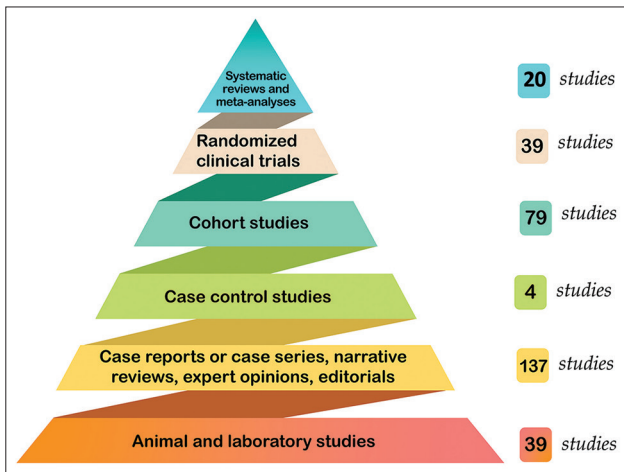 Systematic
reviews and
meta-analyses
20 studies
Randomized
clinical trials
39 studies
Cohort studies
79 studies
Case control studies
4 studies
Case reports or case series, narrative
reviews, expert opinions, editorials
137 studies
Animal and laboratory studies
39 studies